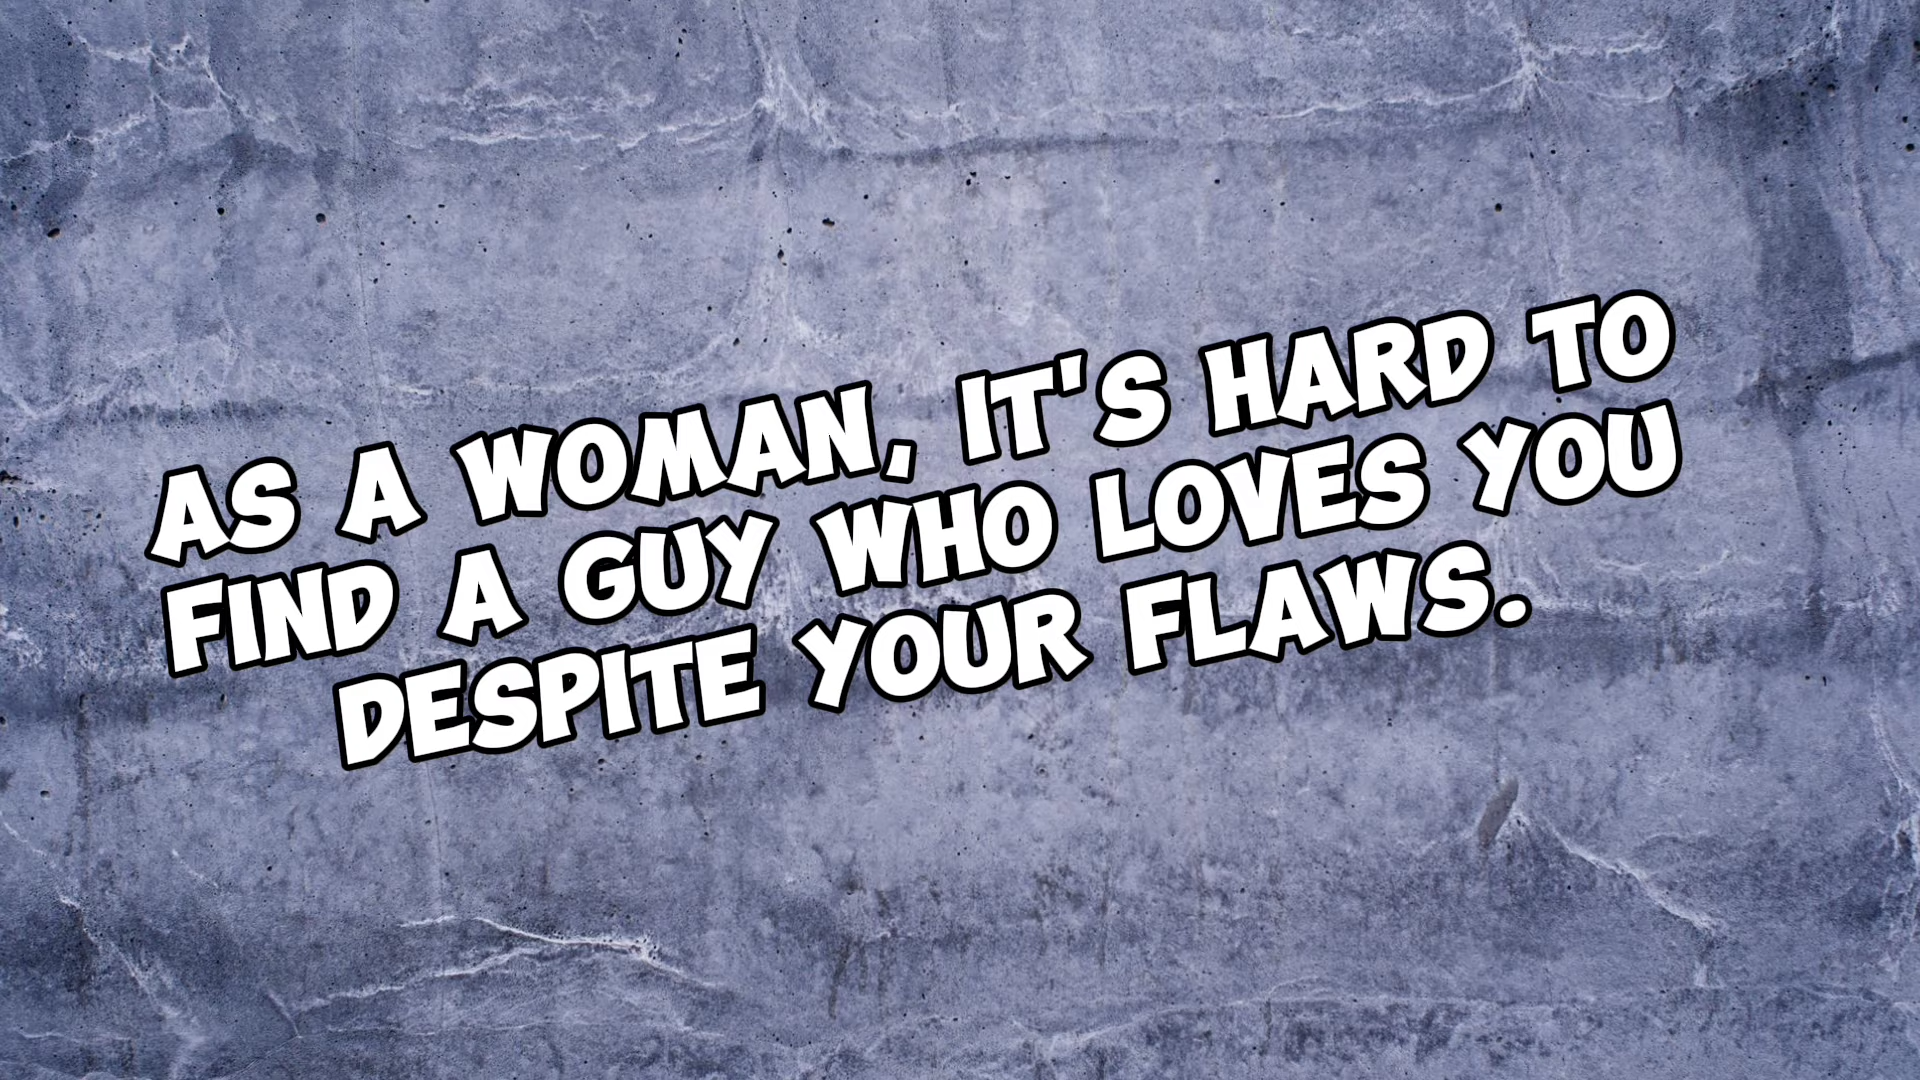 AS A WOMAN, IT'S HARD TO
FIND A GUY WHO LOVES YOU
DESPITE YOUR FLAWS.